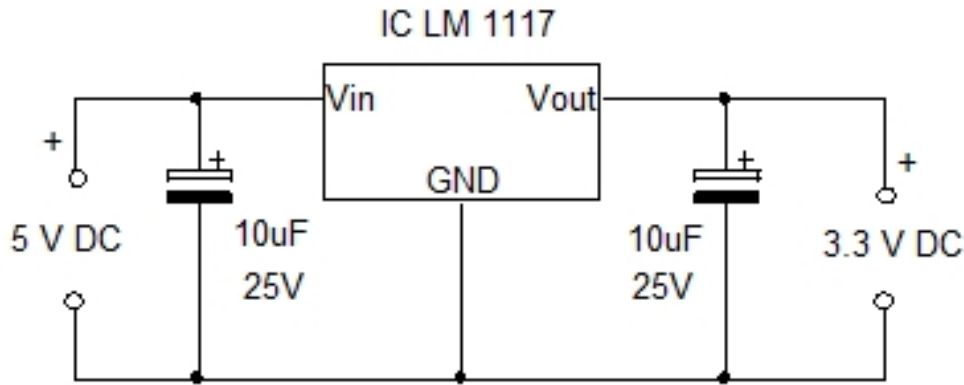 IC LM 1117
Vin
Vout
GND
+
+
+
+
5 V DC
10uF
25V
10uF
25V
3.3 V DC